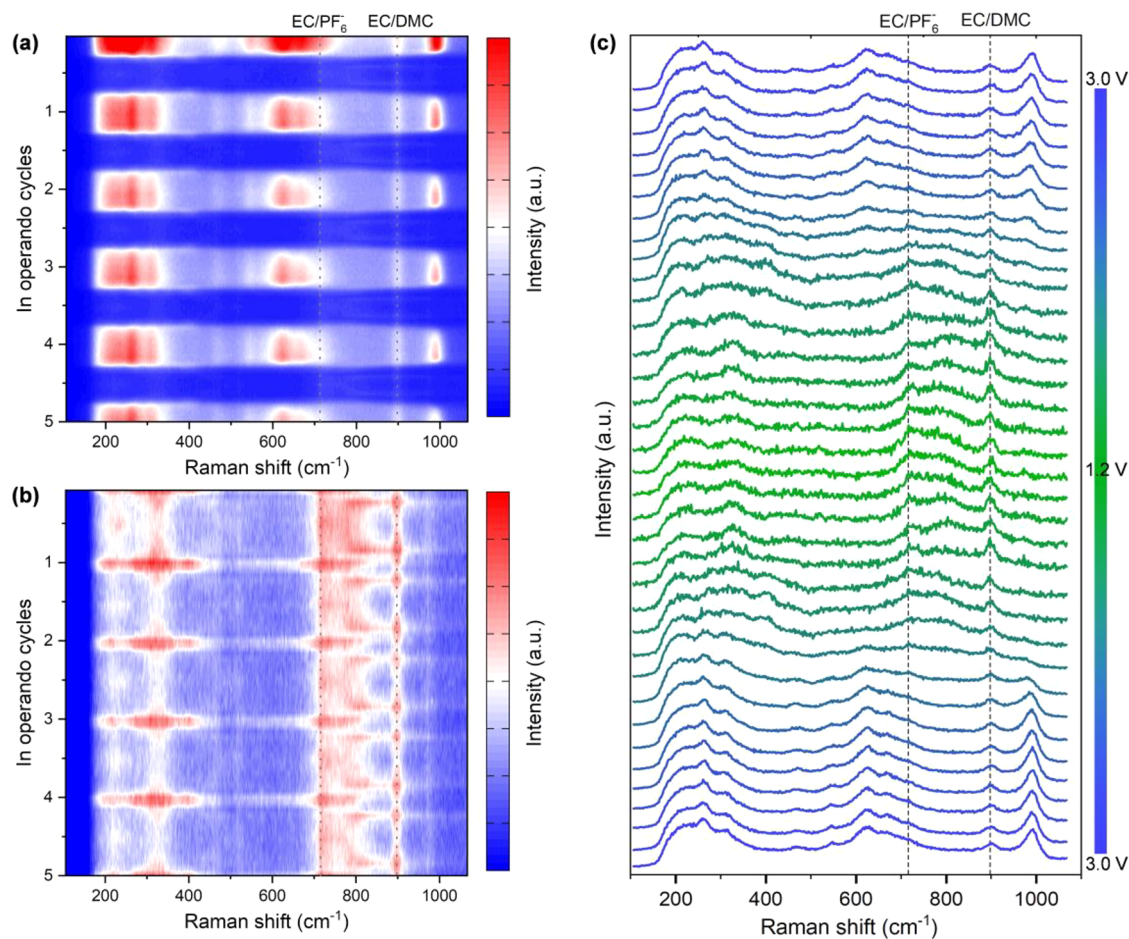 EC/PF6- EC/DMC
(a)
In operando cycles
1
2
3
4
5
200 400 600 800 1000
Raman shift (cm-1)
Intensity (a.u.)
(b)
In operando cycles
1
2
3
4
5
200 400 600 800 1000
Raman shift (cm-1)
Intensity (a.u.)
(c)
EC/PF6- EC/DMC
Intensity (a.u.)
200 400 600 800 1000
Raman shift (cm-1)
3.0 V
1.2 V
3.0 V